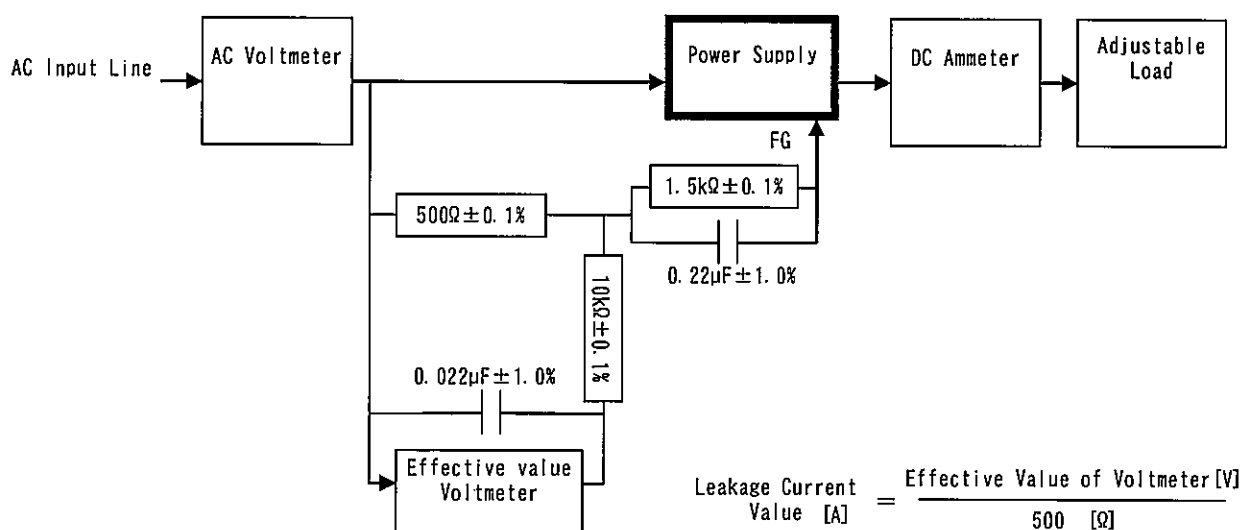 AC Input Line
AC Voltmeter
Power Supply
DC Ammeter
Adjustable
Load
FG
1.5kΩ±0.1%
500Ω±0.1%
0.22μF±1.0%
10kΩ±0.1%
0.022μF±1.0%
Effective value
Voltmeter
Leakage Current
Value [A]
=
Effective Value of Voltmeter[V]
500 [Ω]